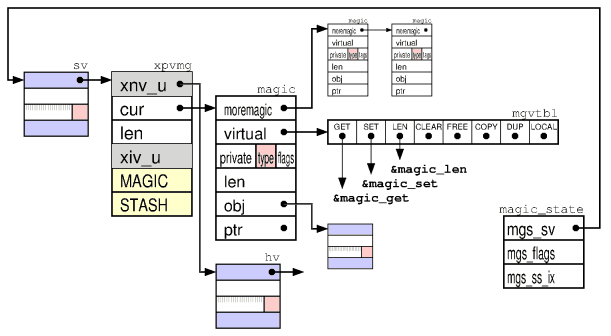 magic
moremagic
virtual
private type flags
len
obj
ptr
moremagic
virtual
private type flags
len
obj
ptr
sv
xpvmg
xnv_u
cur
len
xiv_u
MAGIC
STASH
magic
moremagic
virtual
private type flags
len
obj
ptr
mgvtbl
GET SET LEN CLEAR FREE COPY DUP LOCAL
&magic_len
&magic_set
&magic_get
magic_state
mgs_sv
mgs_flags
mgs_ss_ix
hv